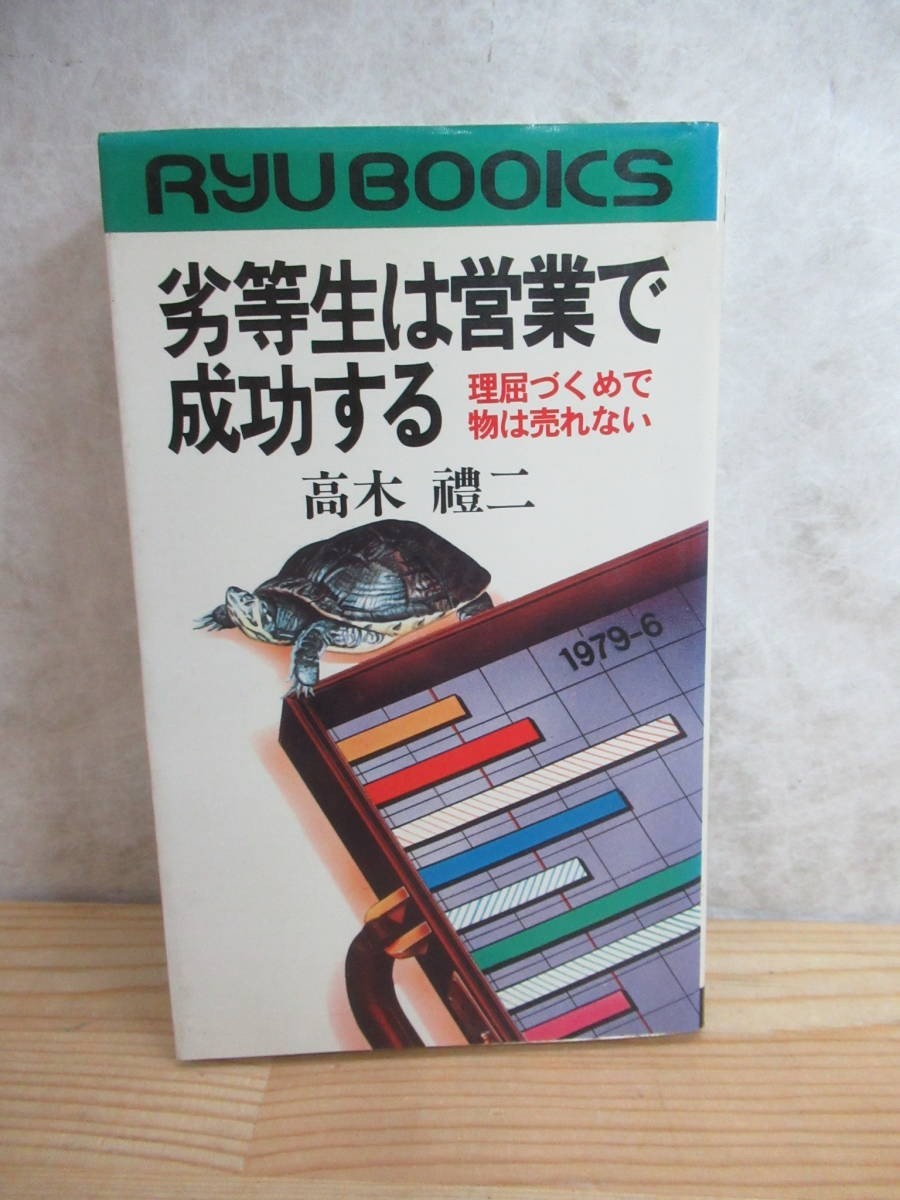 RYU BOOKS
劣等生は営業で
成功する
理屈づくめで
物は売れない
高木 禮二
1979-6